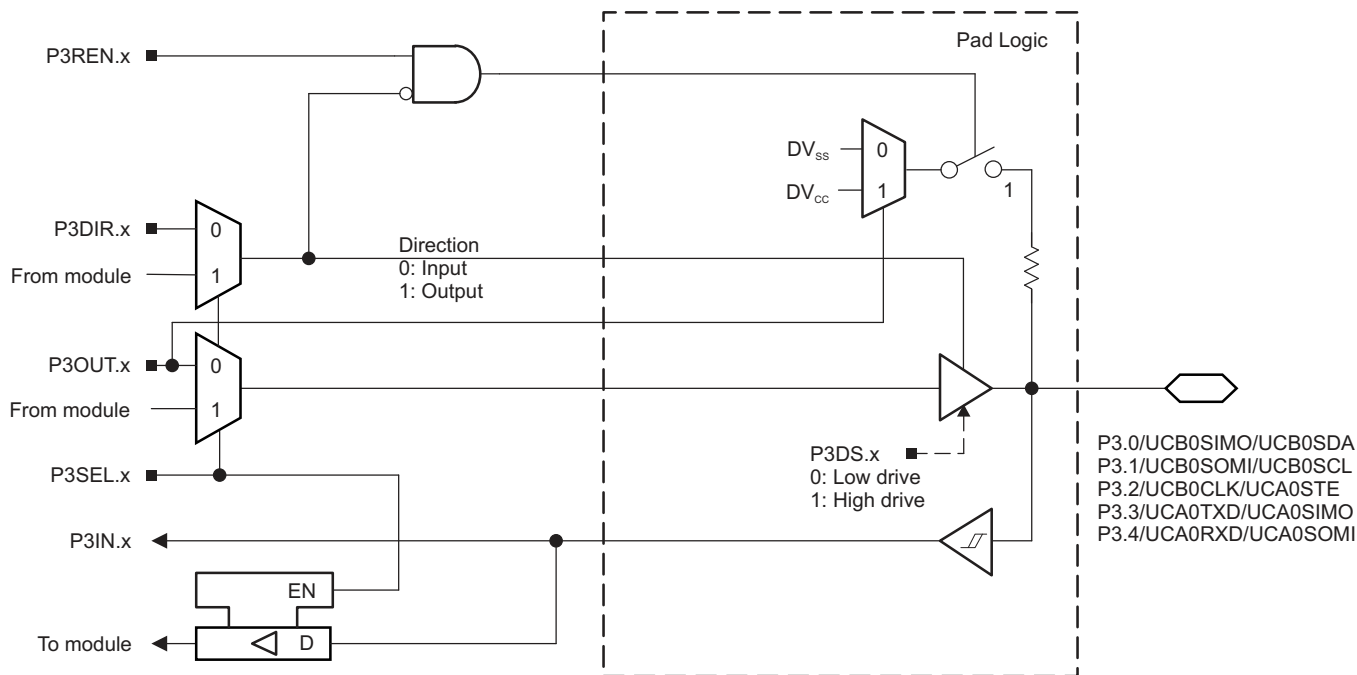 Pad Logic
P3REN.x
DVSS
0
DVCC
1
1
P3DIR.x
0
From module
1
Direction
0: Input
1: Output
P3OUT.x
0
From module
1
P3SEL.x
P3DS.x
0: Low drive
1: High drive
P3.0/UCB0SIMO/UCB0SDA
P3.1/UCB0SOMI/UCB0SCL
P3.2/UCB0CLK/UCA0STE
P3.3/UCA0TXD/UCA0SIMO
P3.4/UCA0RXD/UCA0SOMI
P3IN.x
EN
To module
D